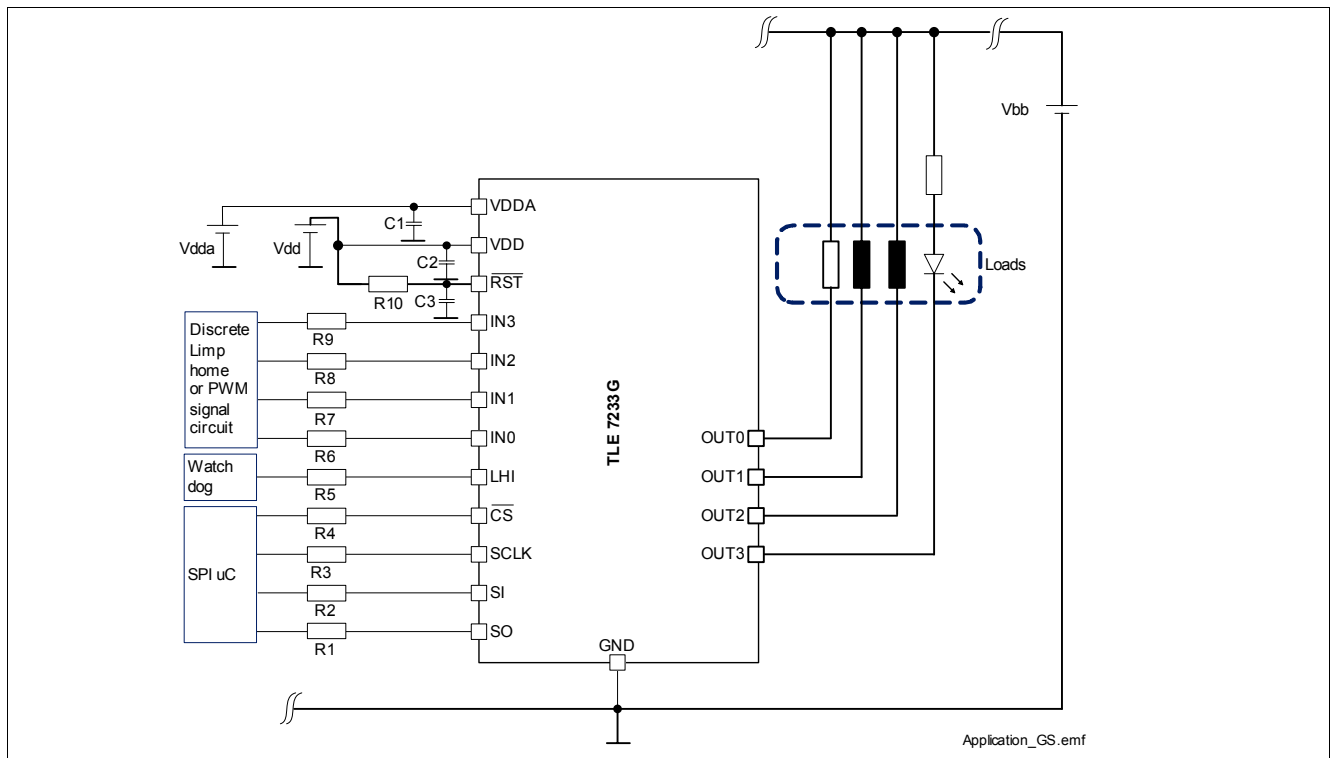 Vbb
VDDA
C1
Vdda
Vdd
VDD
C2
RST
R10
C3
Loads
Discrete
Limp
home
or PWM
signal
circuit
IN3
R9
IN2
R8
IN1
R7
IN0
R6
TLE 7233G
OUT0
Watch
dog
LHI
R5
OUT1
CS
R4
OUT2
SPI uC
SCLK
R3
OUT3
SI
R2
SO
R1
GND
Application_GS.emf